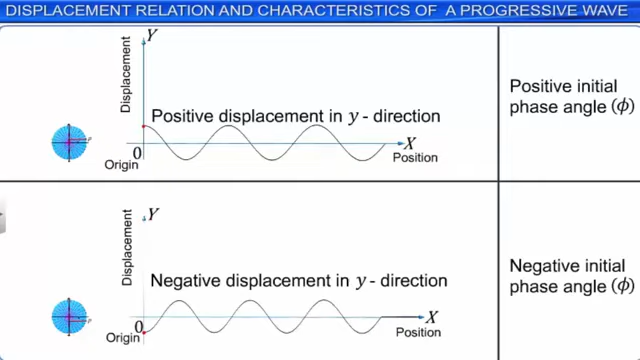 DISPLACEMENT RELATION AND CHARACTERISTICS OF A PROGRESSIVE WAVE
Y
Displacement
Positive displacement in y - direction
0
X
Origin
Position
Positive initial
phase angle (ϕ)
Y
Displacement
Negative displacement in y - direction
0
X
Origin
Position
Negative initial
phase angle (ϕ)